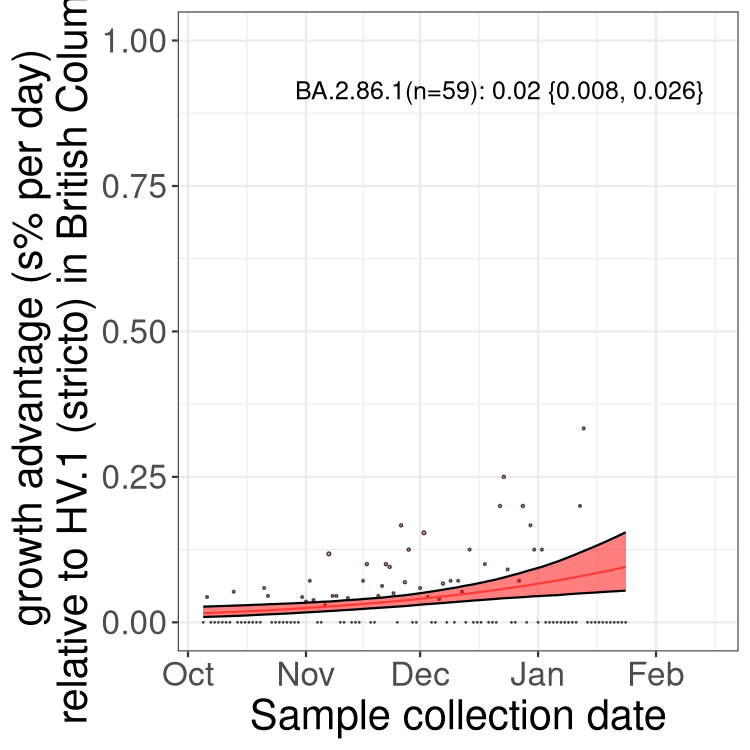 growth advantage (s% per day)
relative to HV.1 (stricto) in British Colum
1.00
0.75
0.50
0.25
0.00
BA.2.86.1(n=59): 0.02 {0.008, 0.026}
Oct Nov Dec Jan Feb
Sample collection date